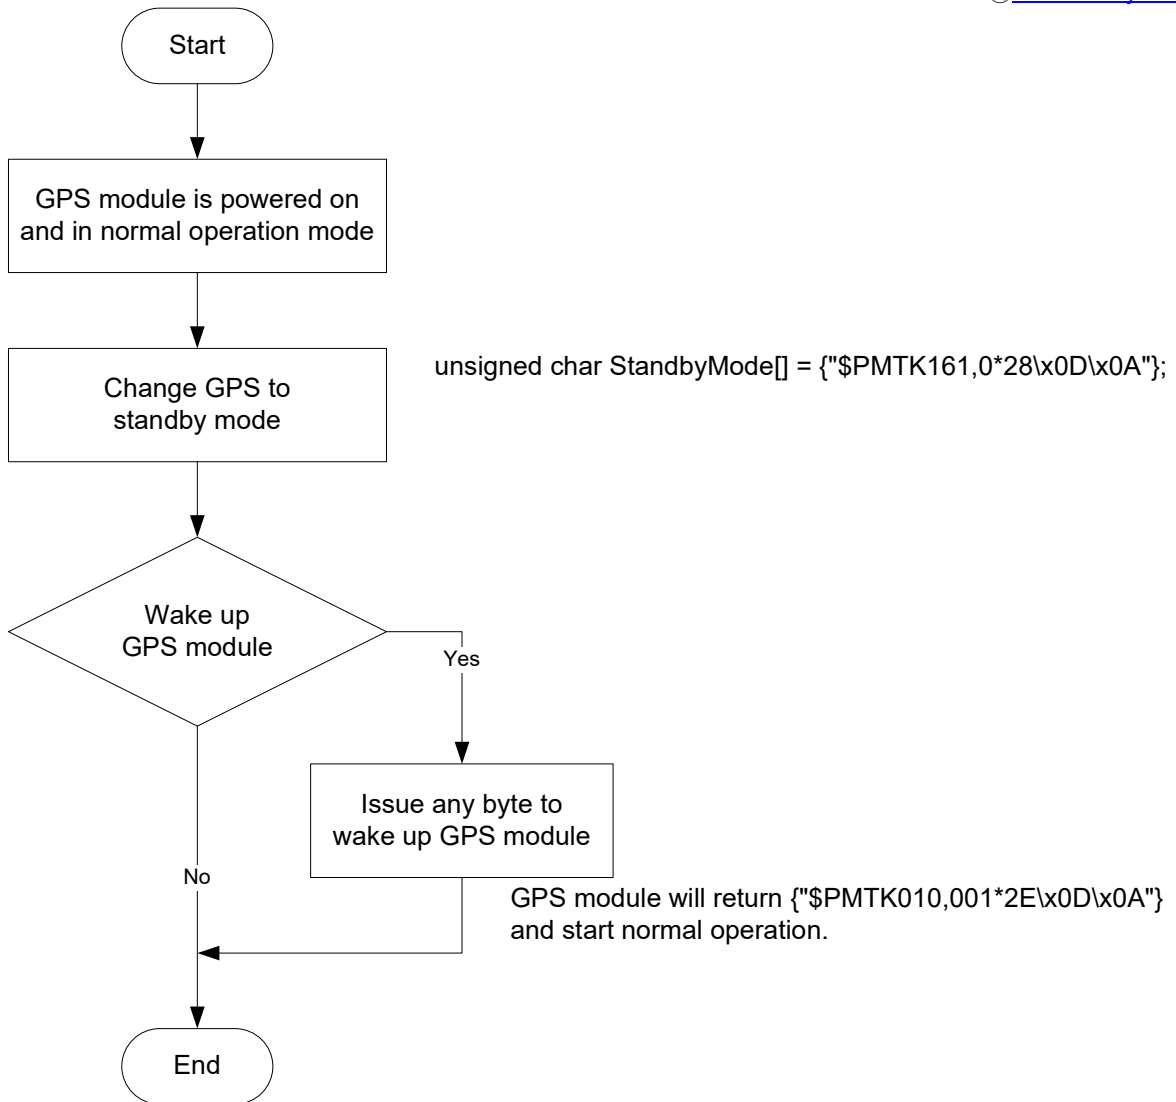 Start
GPS module is powered on
and in normal operation mode
Change GPS to
standby mode
unsigned char StandbyMode[] = {"$PMTK161,0*28\x0D\x0A"};
Wake up
GPS module
Yes
Issue any byte to
wake up GPS module
No
GPS module will return {"$PMTK010,001*2E\x0D\x0A"}
and start normal operation.
End